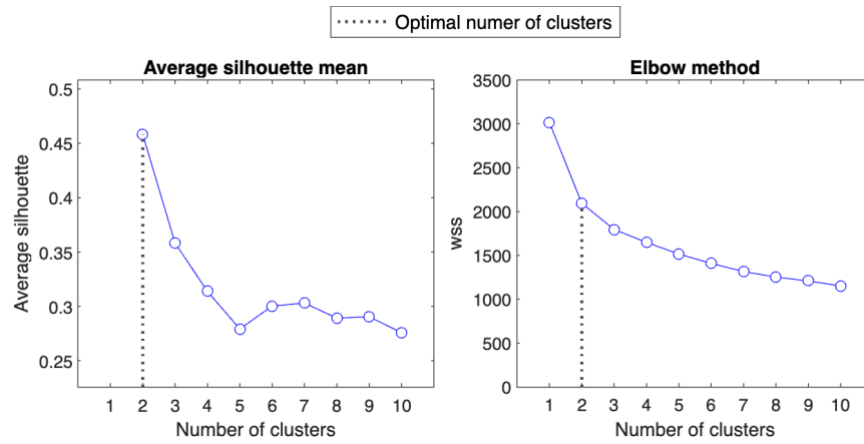 Optimal numer of clusters
Average silhouette mean
0.5
0.45
0.4
0.35
0.3
0.25
Average silhouette
1 2 3 4 5 6 7 8 9 10
Number of clusters
Elbow method
3500
3000
2500
2000
1500
1000
500
0
wss
1 2 3 4 5 6 7 8 9 10
Number of clusters